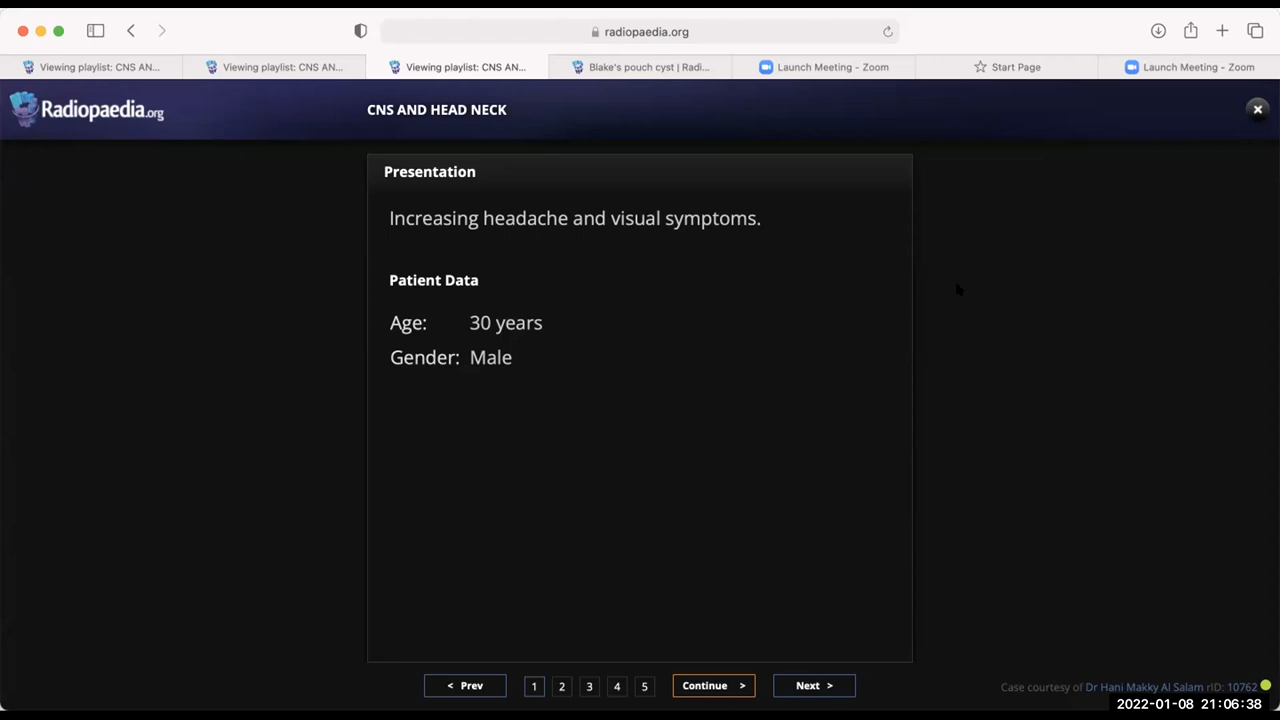 radiopaedia.org
Viewing playlist: CNS AN...
Viewing playlist: CNS AN...
Viewing playlist: CNS AN...
Blake's pouch cyst | Radi...
Launch Meeting - Zoom
Start Page
Launch Meeting - Zoom
Radiopaedia.org
CNS AND HEAD NECK
Presentation
Increasing headache and visual symptoms.
Patient Data
Age: 30 years
Gender: Male
< Prev 1 2 3 4 5 Continue > Next >
Case courtesy of Dr Hani Makky Al Salam rID: 10762
2022-01-08 21:06:38